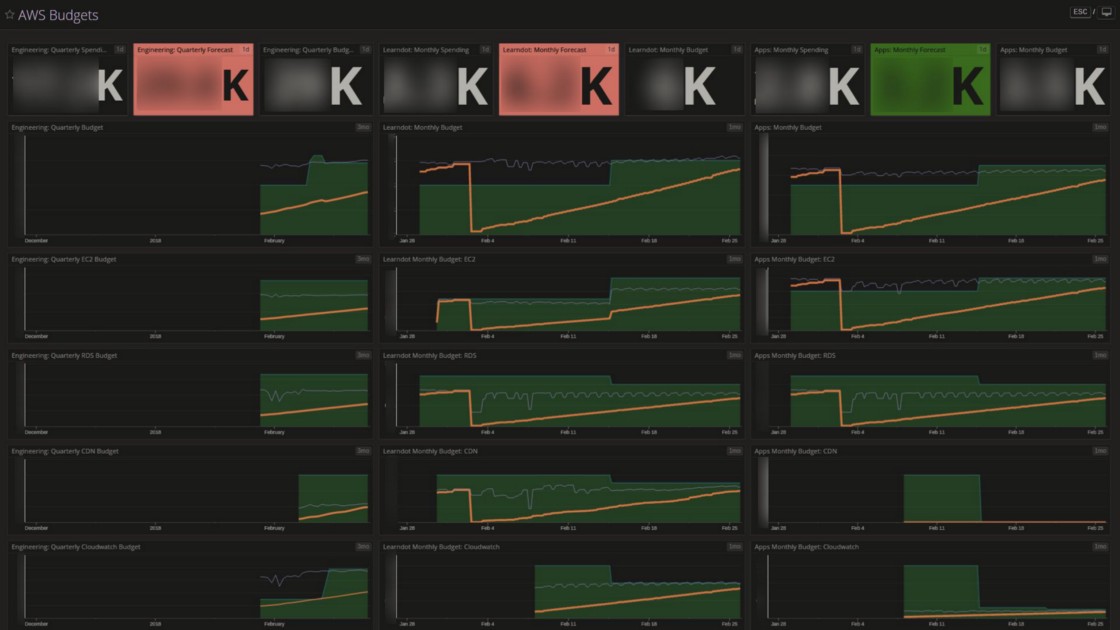 AWS Budgets
ESC /
Engineering: Quarterly Spendi... 1d
K
Engineering: Quarterly Forecast 1d
K
Engineering: Quarterly Budg... 1d
K
Learndot: Monthly Spending 1d
K
Learndot: Monthly Forecast 1d
K
Learndot: Monthly Budget 1d
K
Apps: Monthly Spending 1d
K
Apps: Monthly Forecast 1d
K
Apps: Monthly Budget 1d
K
Engineering: Quarterly Budget 3mo
December 2018 February
Learndot: Monthly Budget 1mo
Jan 28 Feb 4 Feb 11 Feb 18 Feb 25
Apps: Monthly Budget 1mo
Jan 28 Feb 4 Feb 11 Feb 18 Feb 25
Engineering: Quarterly EC2 Budget 3mo
December 2018 February
Learndot Monthly Budget: EC2 1mo
Jan 28 Feb 4 Feb 11 Feb 18 Feb 25
Apps Monthly Budget: EC2 1mo
Jan 28 Feb 4 Feb 11 Feb 18 Feb 25
Engineering: Quarterly RDS Budget 3mo
December 2018 February
Learndot Monthly Budget: RDS 1mo
Jan 28 Feb 4 Feb 11 Feb 18 Feb 25
Apps Monthly Budget: RDS 1mo
Jan 28 Feb 4 Feb 11 Feb 18 Feb 25
Engineering: Quarterly CDN Budget 3mo
December 2018 February
Learndot Monthly Budget: CDN 1mo
Jan 28 Feb 4 Feb 11 Feb 18 Feb 25
Apps Monthly Budget: CDN 1mo
Jan 28 Feb 4 Feb 11 Feb 18 Feb 25
Engineering: Quarterly Cloudwatch Budget 3mo
December 2018 February
Learndot Monthly Budget: Cloudwatch 1mo
Jan 28 Feb 4 Feb 11 Feb 18 Feb 25
Apps Monthly Budget: Cloudwatch 1mo
Jan 28 Feb 4 Feb 11 Feb 18 Feb 25